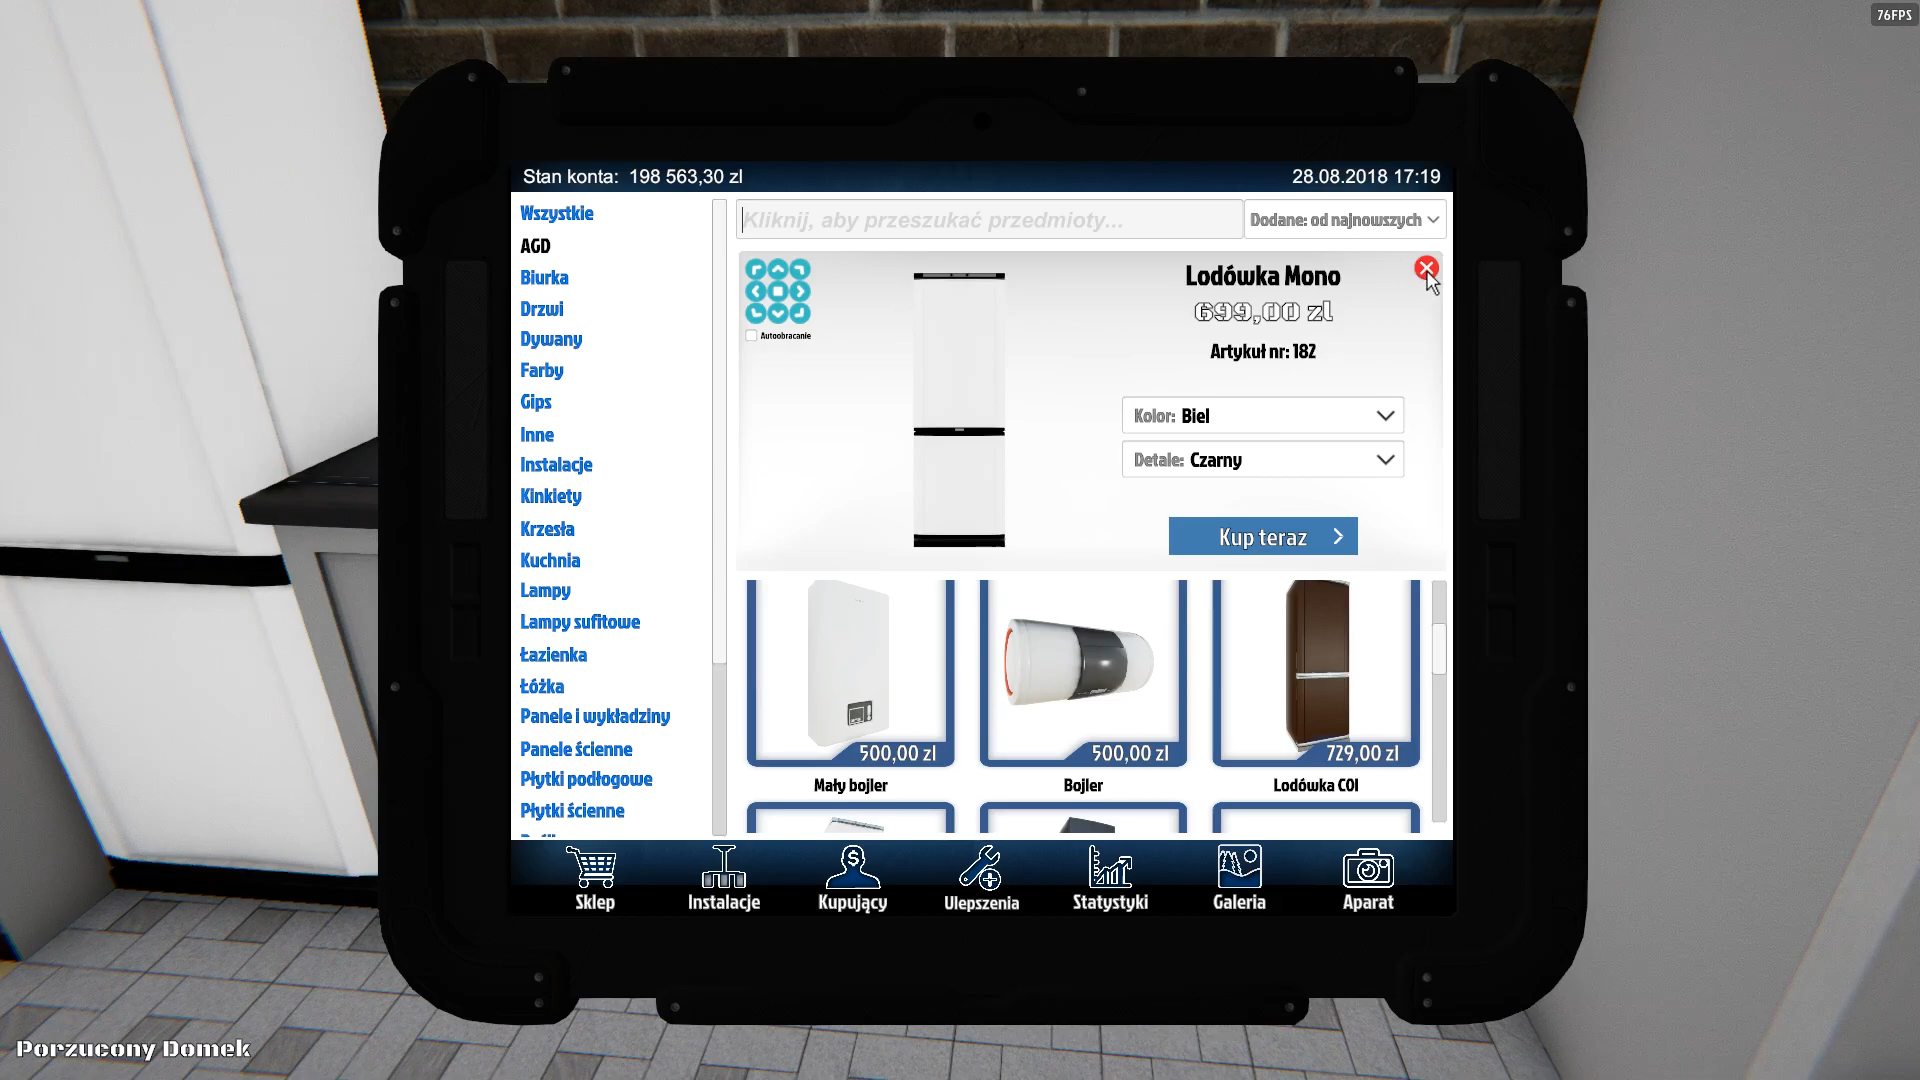 76FPS
Stan konta: 198 563,30 zl
28.08.2018 17:19
Wszystkie
AGD
Biurka
Drzwi
Dywany
Farby
Gips
Inne
Instalacje
Kinkiety
Krzesła
Kuchnia
Lampy
Lampy sufitowe
Łazienka
Łóżka
Panele i wykładziny
Panele ścienne
Płytki podłogowe
Płytki ścienne
Kliknij, aby przeszukać przedmioty...
Dodane: od najnowszych
Autoobracanie
Lodówka Mono
699,00 zl
Artykuł nr: 182
Kolor: Biel
Detale: Czarny
Kup teraz
500,00 zl
500,00 zl
729,00 zl
Mały bojler
Bojler
Lodówka COI
Sklep
Instalacje
Kupujący
Ulepszenia
Statystyki
Galeria
Aparat
Porzucony Domek